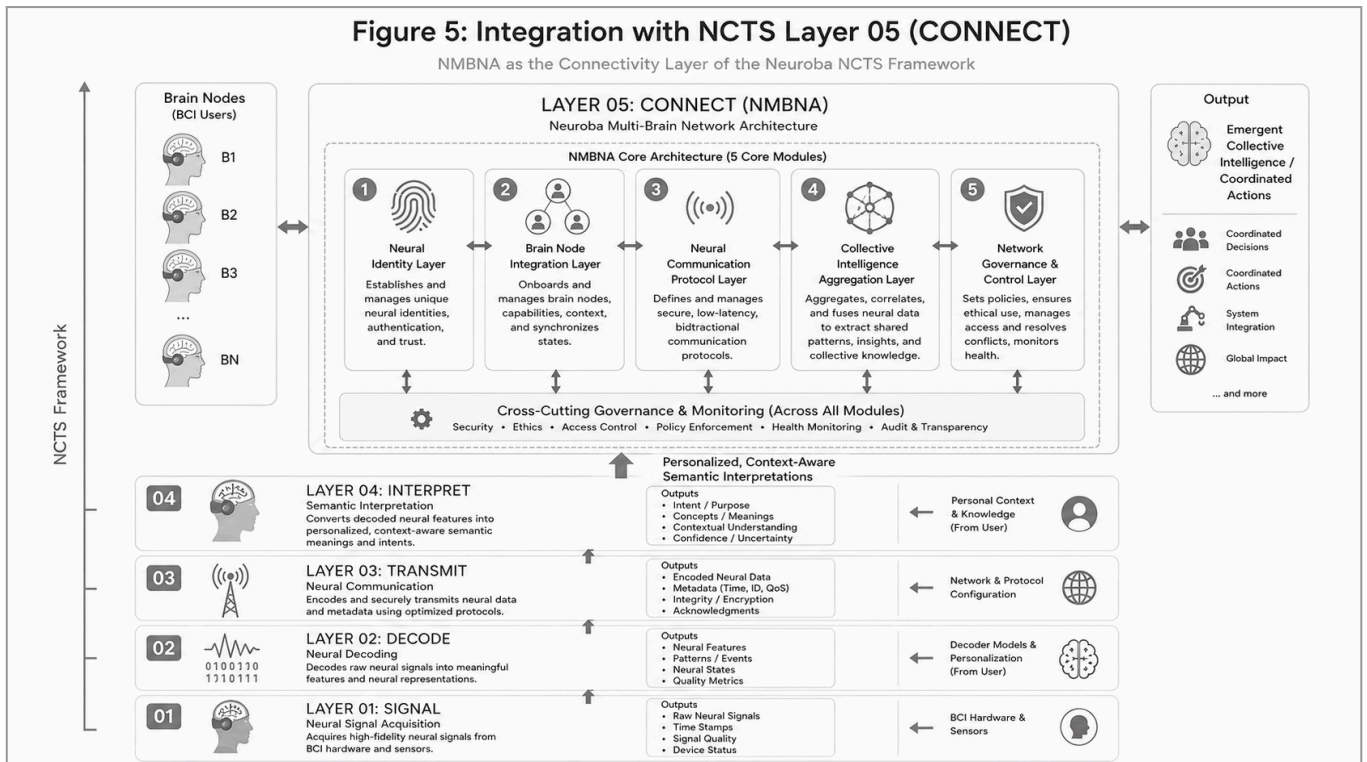 Figure 5: Integration with NCTS Layer 05 (CONNECT)
NMBNA as the Connectivity Layer of the Neuroba NCTS Framework
NCTS Framework
Brain Nodes
(BCI Users)
B1
B2
B3
...
BN
LAYER 05: CONNECT (NMBNA)
Neuroba Multi-Brain Network Architecture
NMBNA Core Architecture (5 Core Modules)
1
Neural
Identity Layer
Establishes and
manages unique
neural identities,
authentication,
and trust.
2
Brain Node
Integration Layer
Onboards and
manages brain nodes,
capabilities, context,
and synchronizes
states.
3
Neural
Communication
Protocol Layer
Defines and manages
secure, low-latency,
bidtractional
communication
protocols.
4
Collective
Intelligence
Aggregation Layer
Aggregates, correlates,
and fuses neural data
to extract shared
patterns, insights, and
collective knowledge.
5
Network
Governance &
Control Layer
Sets policies, ensures
ethical use, manages
access and resolves
conflicts, monitors
health.
Cross-Cutting Governance & Monitoring (Across All Modules)
Security • Ethics • Access Control • Policy Enforcement • Health Monitoring • Audit & Transparency
Output
Emergent
Collective
Intelligence /
Coordinated
Actions
Coordinated
Decisions
Coordinated
Actions
System
Integration
Global Impact
... and more
Personalized, Context-Aware
Semantic Interpretations
04
LAYER 04: INTERPRET
Semantic Interpretation
Converts decoded neural features into
personalized, context-aware semantic
meanings and intents.
Outputs
• Intent / Purpose
• Concepts / Meanings
• Contextual Understanding
• Confidence / Uncertainty
Personal Context
& Knowledge
(From User)
03
LAYER 03: TRANSMIT
Neural Communication
Encodes and securely transmits neural data
and metadata using optimized protocols.
Outputs
• Encoded Neural Data
• Metadata (Time, ID, QoS)
• Integrity / Encryption
• Acknowledgments
Network & Protocol
Configuration
02
0100110
1310111
LAYER 02: DECODE
Neural Decoding
Decodes raw neural signals into meaningful
features and neural representations.
Outputs
• Neural Features
• Patterns / Events
• Neural States
• Quality Metrics
Decoder Models &
Personalization
(From User)
01
LAYER 01: SIGNAL
Neural Signal Acquisition
Acquires high-fidelity neural signals from
BCI hardware and sensors.
Outputs
• Raw Neural Signals
• Time Stamps
• Signal Quality
• Device Status
BCI Hardware &
Sensors